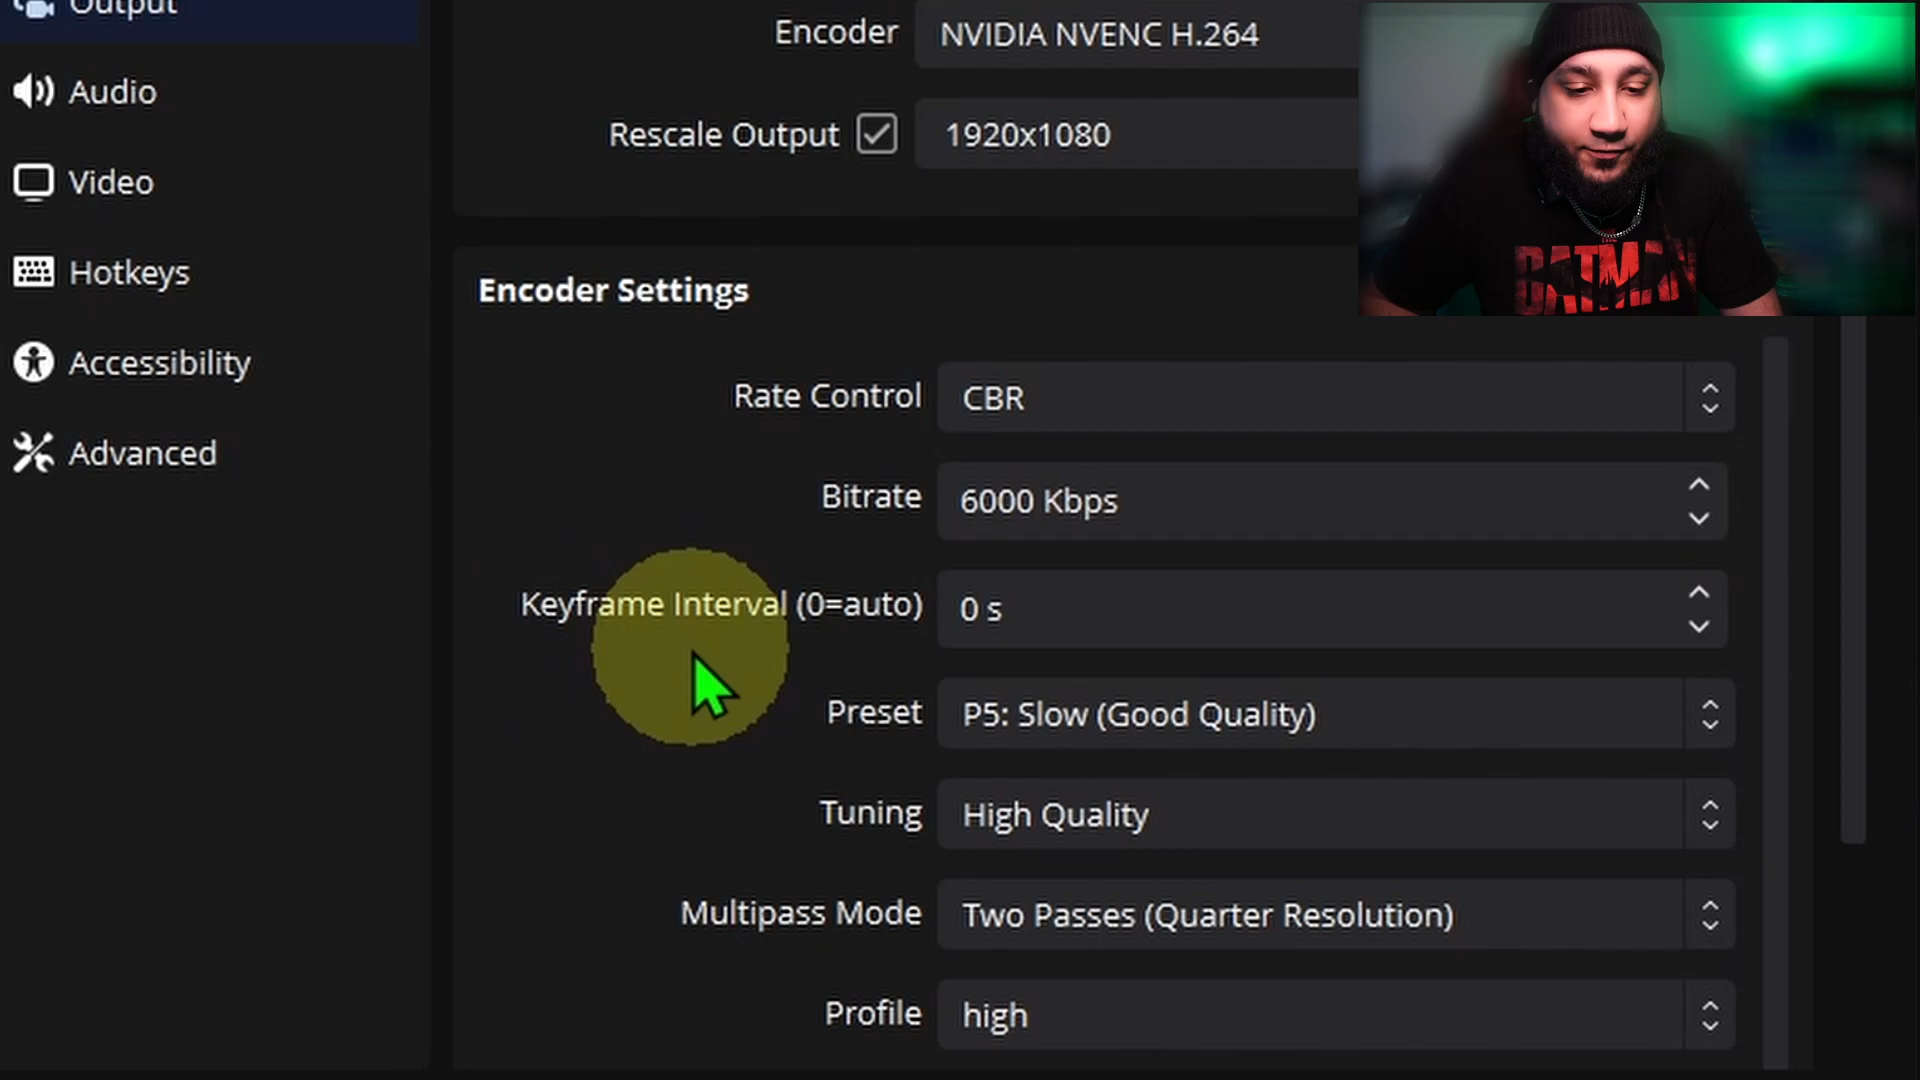 Output
Audio
Video
Hotkeys
Accessibility
Advanced
Encoder NVIDIA NVENC H.264
Rescale Output 1920x1080
Encoder Settings
Rate Control CBR
Bitrate 6000 Kbps
Keyframe Interval (0=auto) 0 s
Preset P5: Slow (Good Quality)
Tuning High Quality
Multipass Mode Two Passes (Quarter Resolution)
Profile high
THE
BATMAN